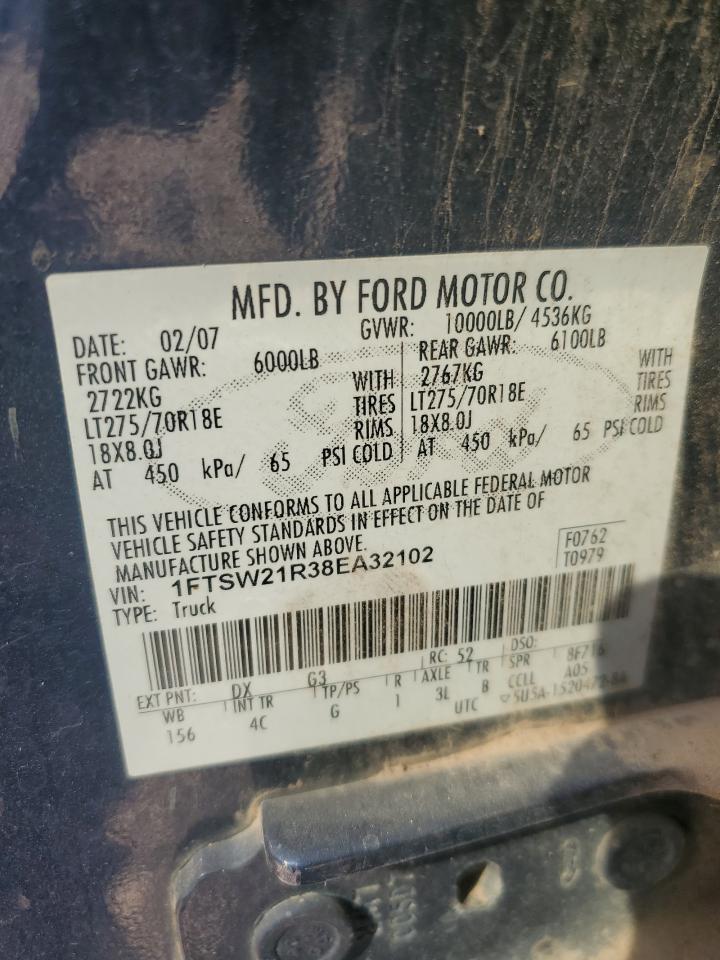 MFD. BY FORD MOTOR CO.
DATE: 02/07 GVWR: 10000LB/ 4536KG
FRONT GAWR: 6000LB REAR GAWR: 6100LB
2722KG WITH 2767KG WITH
LT275/70R18E TIRES LT275/70R18E TIRES
18X8.0J RIMS 18X8.0J RIMS
AT 450 kPa/ 65 PSI COLD AT 450 kPa/ 65 PSI COLD
THIS VEHICLE CONFORMS TO ALL APPLICABLE FEDERAL MOTOR
VEHICLE SAFETY STANDARDS IN EFFECT ON THE DATE OF
MANUFACTURE SHOWN ABOVE.
VIN: 1FTSW21R38EA32102 F0762
TYPE: Truck T0979
EXT PNT: DX G3 RC: 52 DSO: 8F716
WB INT TR TP/PS R AXLE TR SPR A05
156 4C G 1 3L B CCLL
UTC